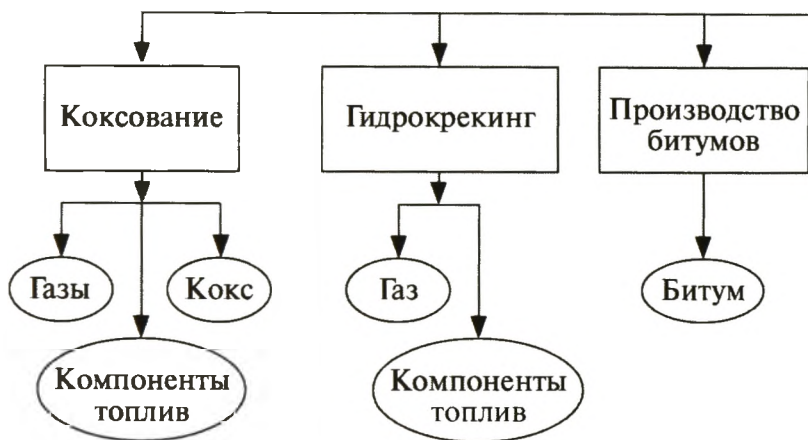 Коксование
Гидрокрекинг
Производство
битумов
Газы
Кокс
Газ
Битум
Компоненты
топлив
Компоненты
топлив